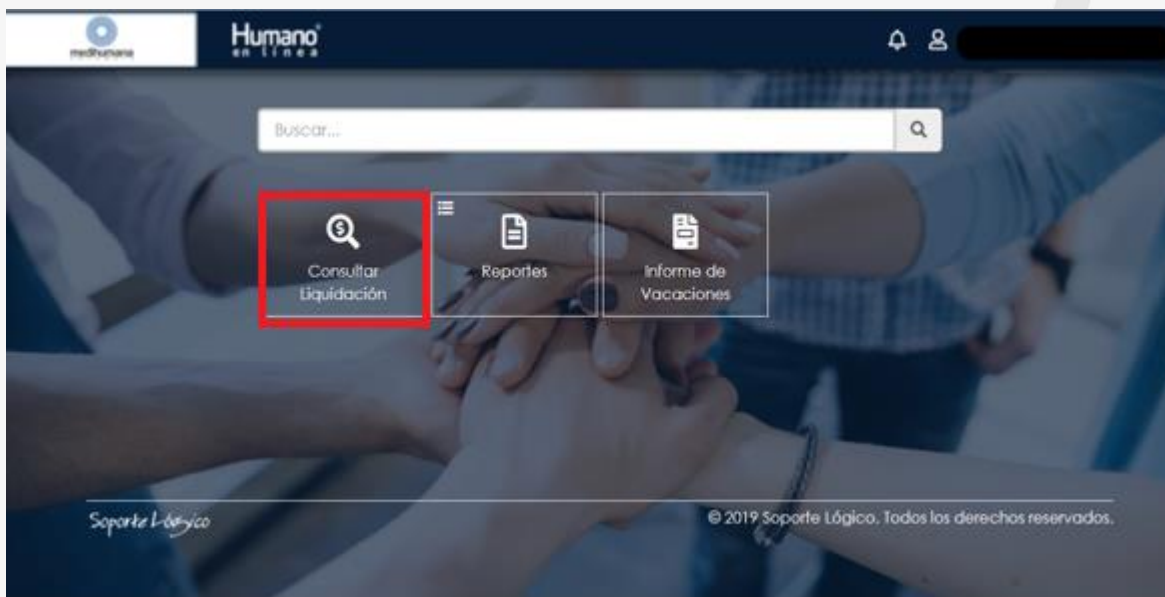 medihumana
Humano
en línea
Buscar...
Consultar
Liquidación
Reportes
Informe de
Vacaciones
Soporte Lógico
© 2019 Soporte Lógico. Todos los derechos reservados.